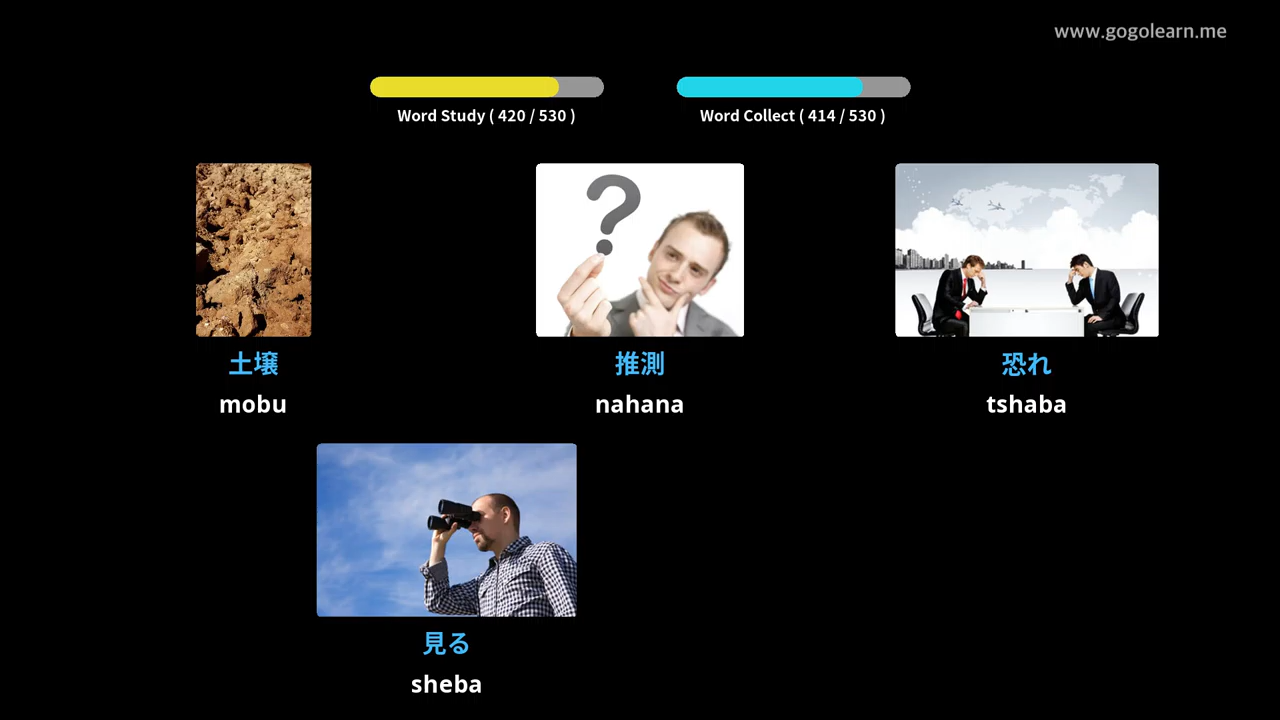 www.gogolearn.me
Word Study ( 420 / 530 )
Word Collect ( 414 / 530 )
土壌
推測
恐れ
mobu
nahana
tshaba
見る
sheba